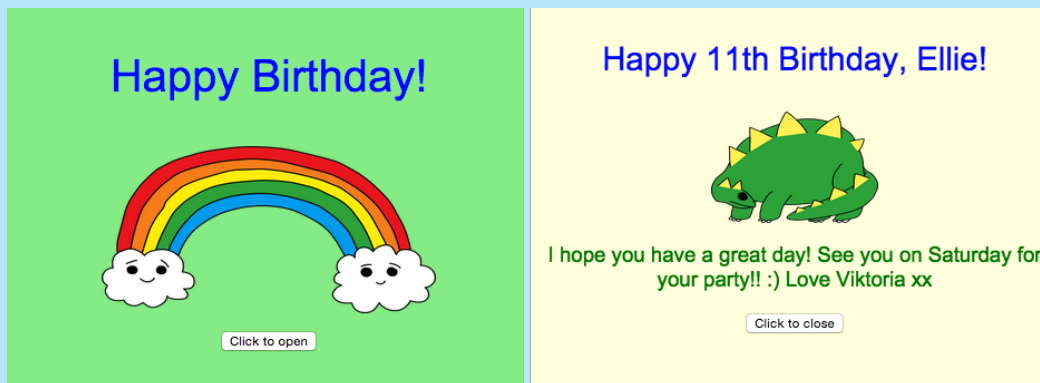 Happy Birthday!
Click to open
Happy 11th Birthday, Ellie!
I hope you have a great day! See you on Saturday for
your party!! :) Love Viktoria xx
Click to close